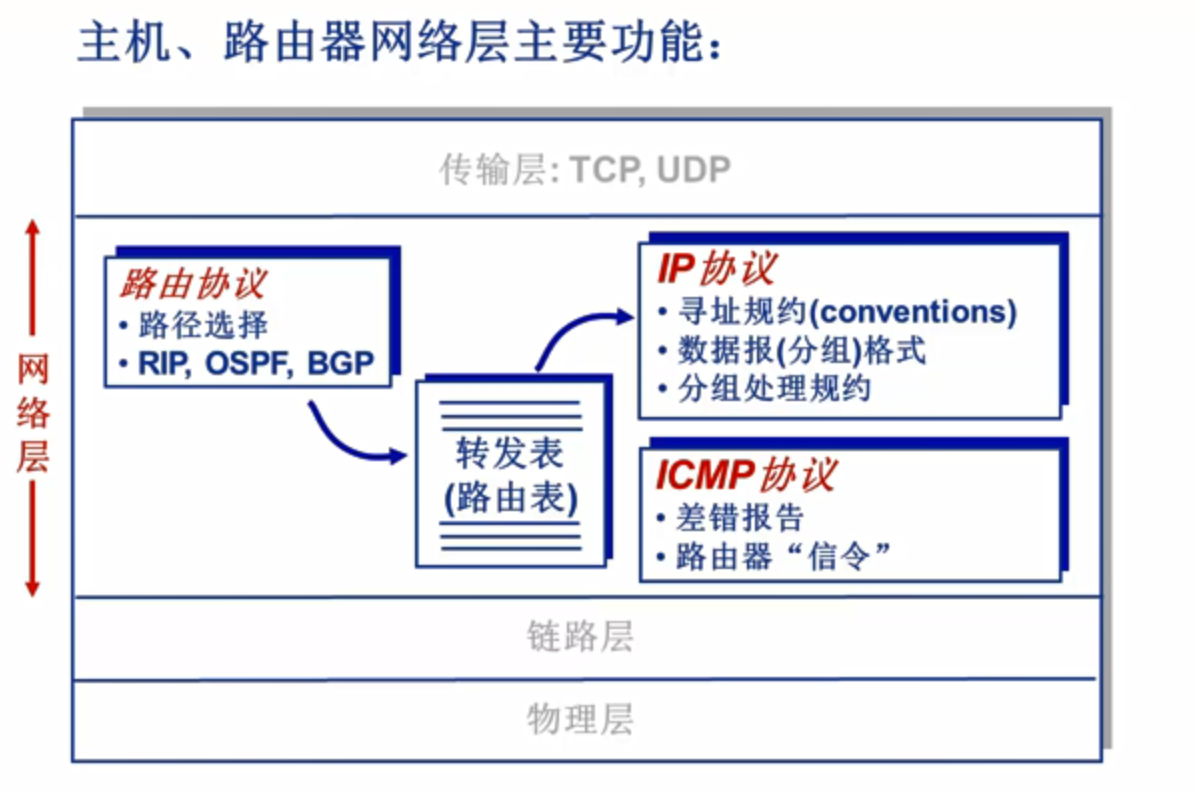 主机、路由器网络层主要功能：
传输层: TCP, UDP
网
络
层
路由协议
• 路径选择
• RIP, OSPF, BGP
转发表
(路由表)
IP 协议
• 寻址规约(conventions)
• 数据报(分组)格式
• 分组处理规约
ICMP 协议
• 差错报告
• 路由器“信令”
链路层
物理层